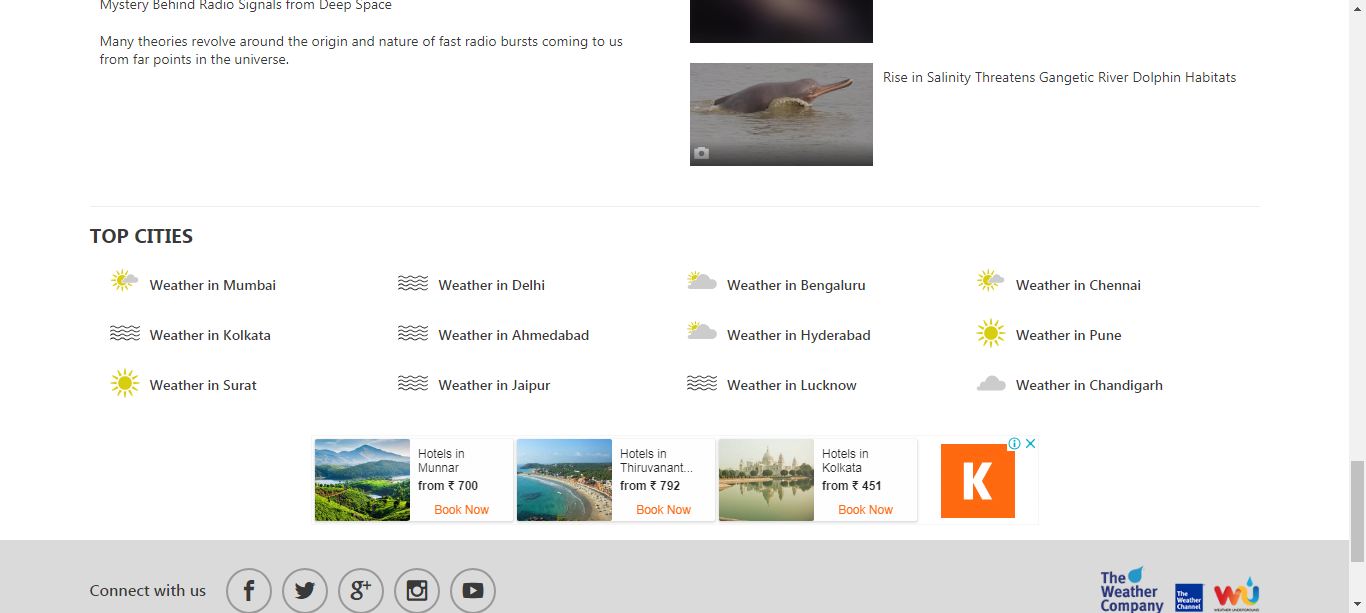 Mystery Behind Radio Signals from Deep Space
Many theories revolve around the origin and nature of fast radio bursts coming to us
from far points in the universe.
Rise in Salinity Threatens Gangetic River Dolphin Habitats
TOP CITIES
Weather in Mumbai
Weather in Delhi
Weather in Bengaluru
Weather in Chennai
Weather in Kolkata
Weather in Ahmedabad
Weather in Hyderabad
Weather in Pune
Weather in Surat
Weather in Jaipur
Weather in Lucknow
Weather in Chandigarh
Hotels in
Munnar
from ₹ 700
Book Now
Hotels in
Thiruvanant...
from ₹ 792
Book Now
Hotels in
Kolkata
from ₹ 451
Book Now
K
Connect with us
f
g+
The
Weather
Company
The
Weather
Channel
WU
WEATHER UNDERGROUND